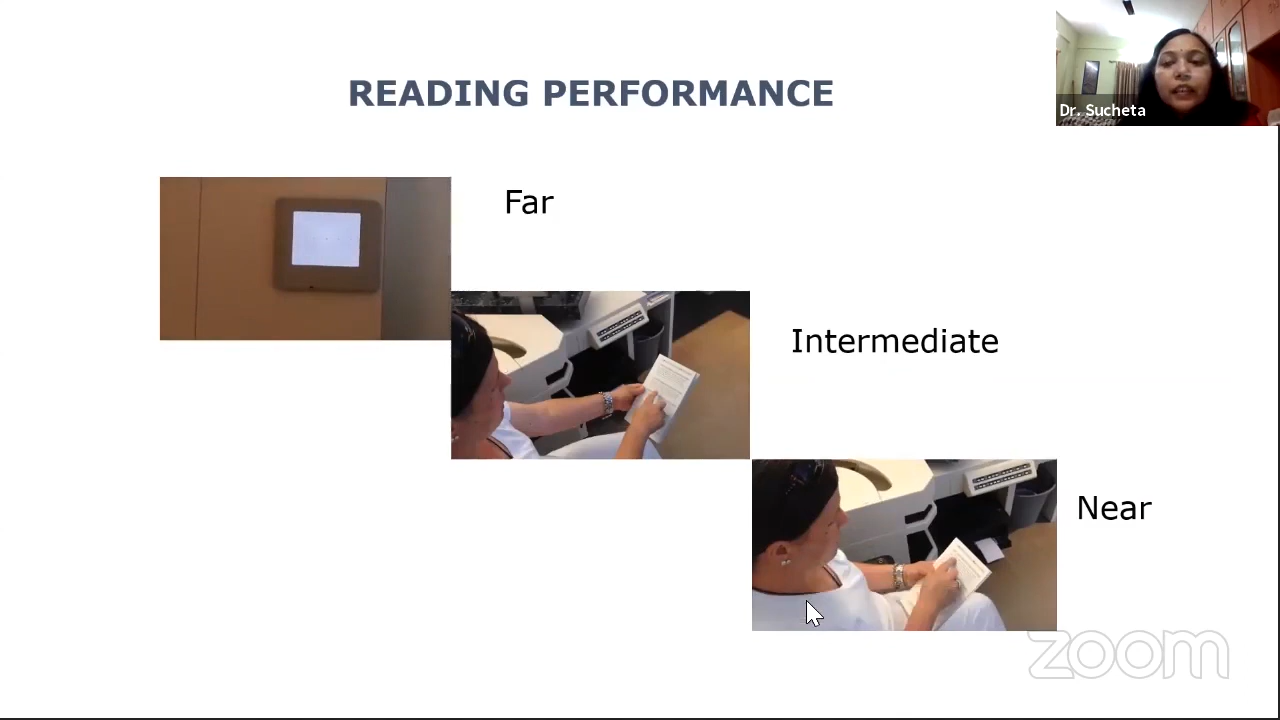 READING PERFORMANCE
Dr. Sucheta
Far
Intermediate
Near
zoom